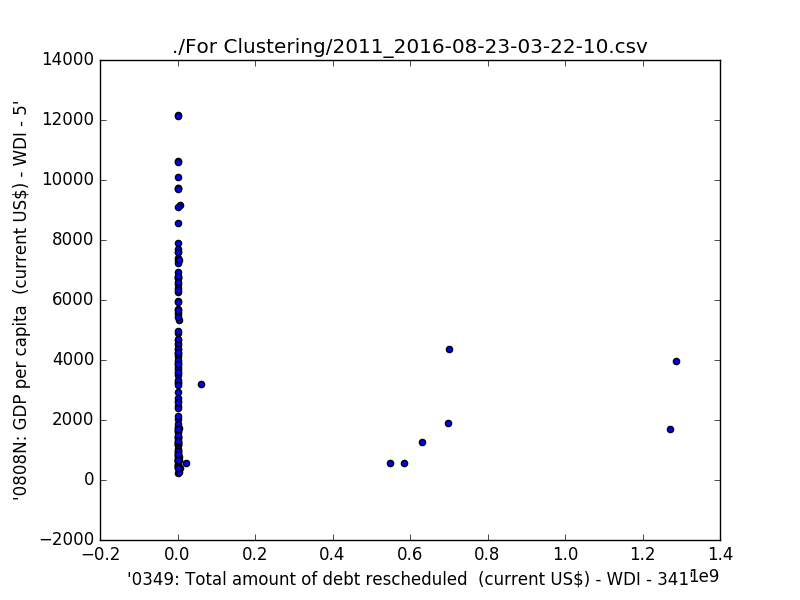 ./For Clustering/2011_2016-08-23-03-22-10.csv
14000
12000
10000
8000
6000
4000
2000
0
−2000
'0808N: GDP per capita  (current US$) - WDI - 5'
−0.2 0.0 0.2 0.4 0.6 0.8 1.0 1.2 1.4
1e9
'0349: Total amount of debt rescheduled  (current US$) - WDI - 341'